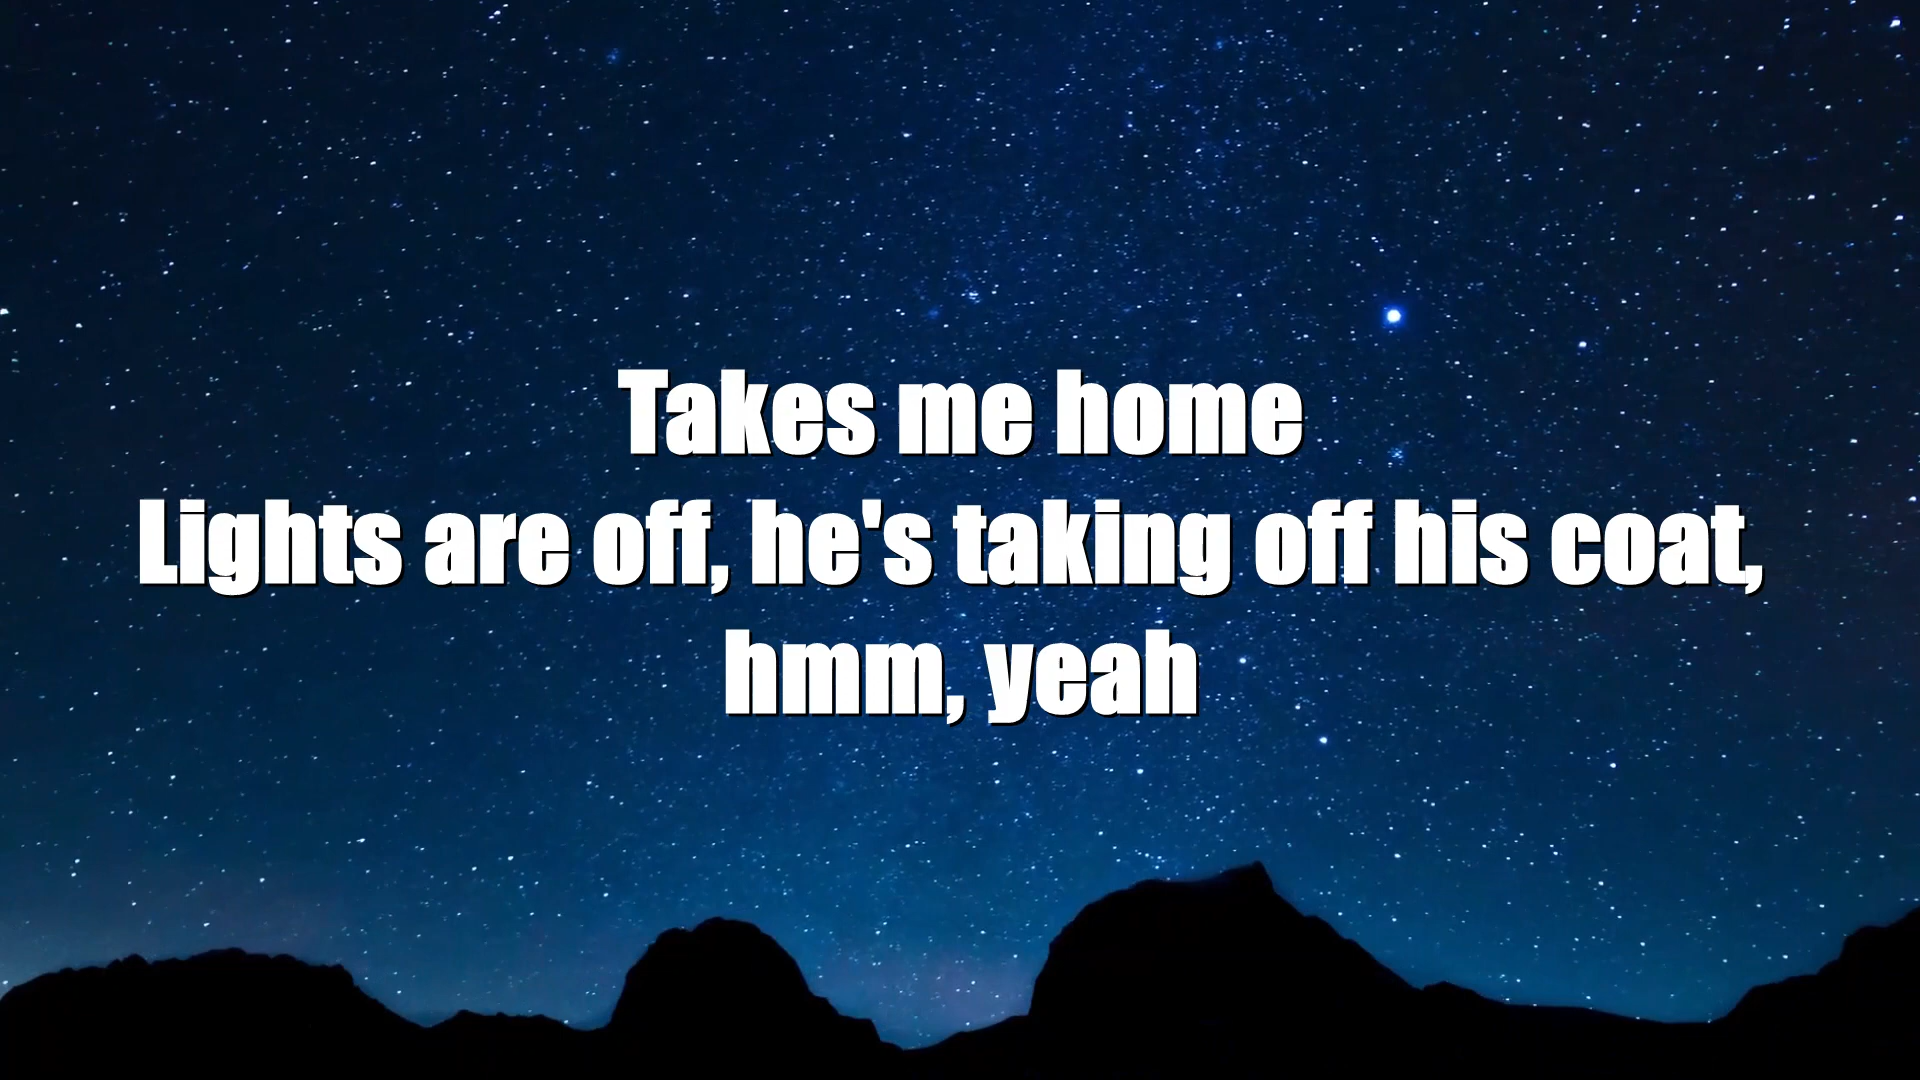 Takes me home
Lights are off, he's taking off his coat,
hmm, yeah